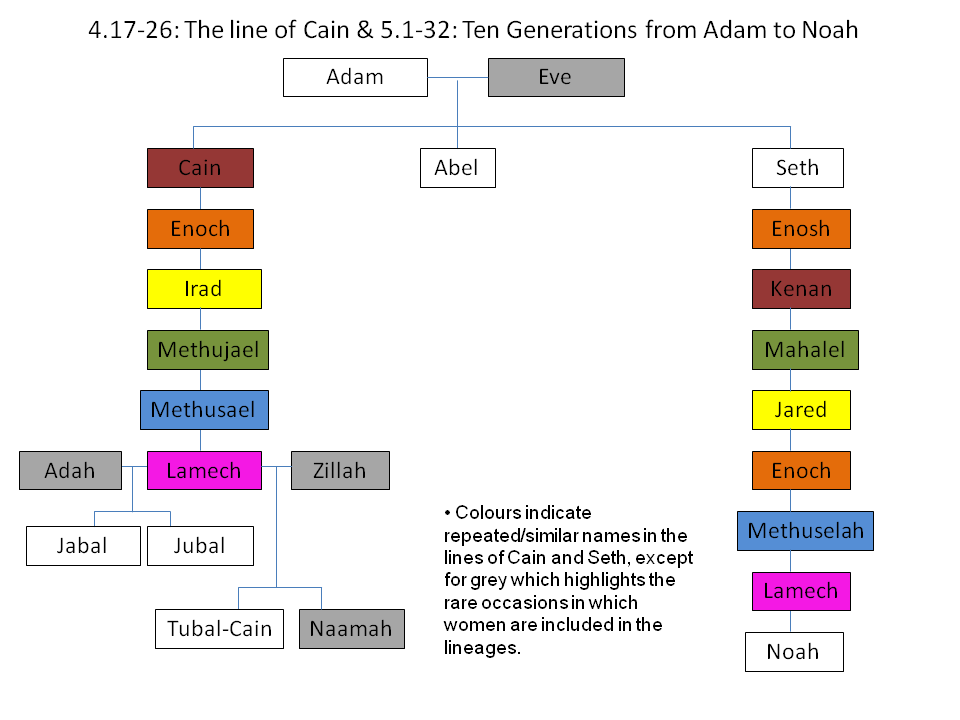 4.17-26: The line of Cain & 5.1-32: Ten Generations from Adam to Noah
Adam
Eve
Cain
Abel
Seth
Enoch
Enosh
Irad
Kenan
Methujael
Mahalel
Methusael
Jared
Adah
Lamech
Zillah
Enoch
• Colours indicate
repeated/similar names in the
lines of Cain and Seth, except
for grey which highlights the
rare occasions in which
women are included in the
lineages.
Methuselah
Jabal
Jubal
Lamech
Tubal-Cain
Naamah
Noah